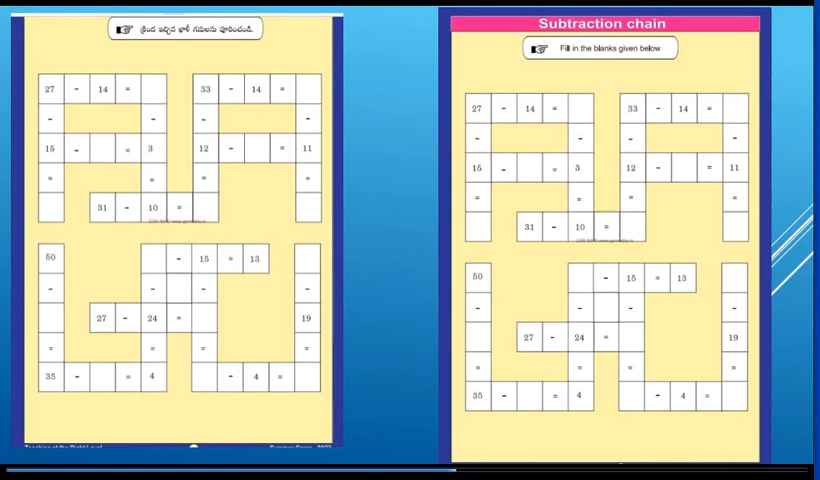 క్రింద ఇచ్చిన ఖాళీ గడులను పూరించండి.
27 - 14 =
33 - 14 =
- - - -
15 - = 3
12 - = 11
= = = =
31 - 10 =
50
- 15 = 13
- - - -
27 - 24 =
19
= = = =
35 - = 4
- 4 =
Subtraction chain
Fill in the blanks given below
27 - 14 =
33 - 14 =
- - - -
15 - = 3
12 - = 11
= = = =
31 - 10 =
50
- 15 = 13
- - - -
27 - 24 =
19
= = = =
35 - = 4
- 4 =